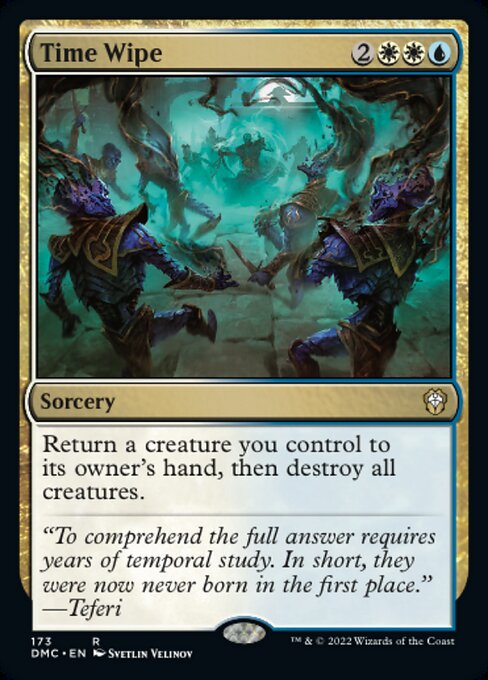 Time Wipe 2
Sorcery
Return a creature you control to
its owner's hand, then destroy all
creatures.
“To comprehend the full answer requires
years of temporal study. In short, they
were now never born in the first place.”
—Teferi
173 R
DMC • EN Svetlin Velinov
™ & © 2022 Wizards of the Coast